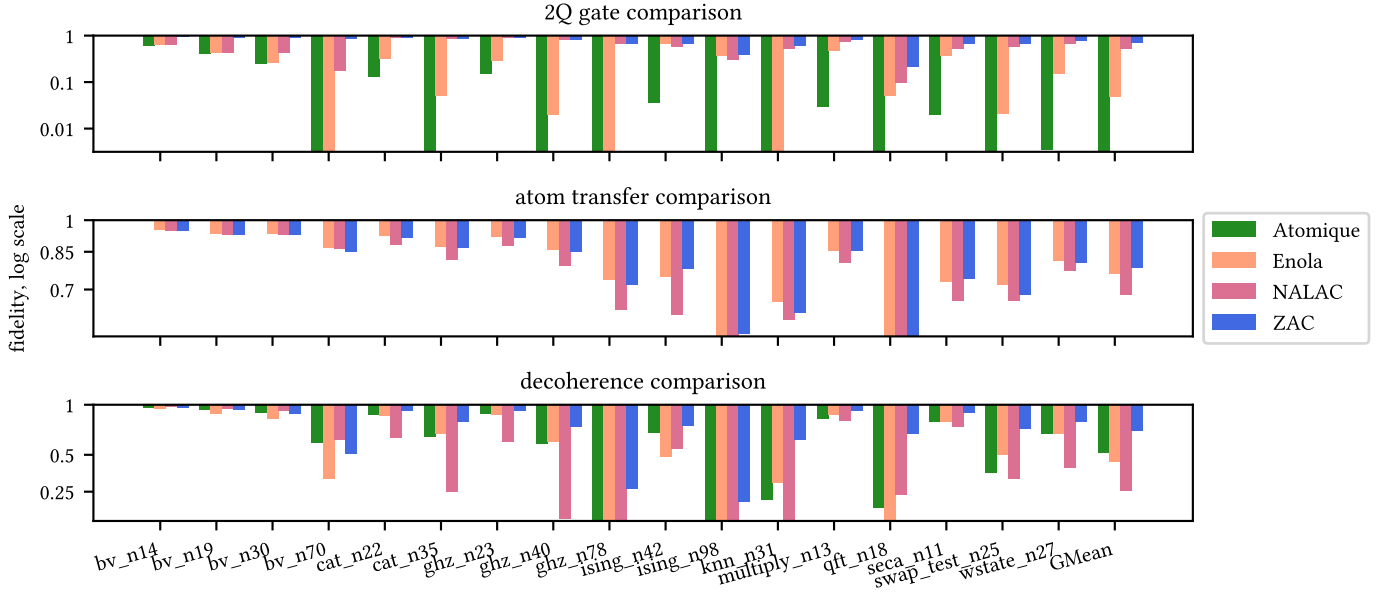 2Q gate comparison
1
0.1
0.01
atom transfer comparison
1
0.85
0.7
fidelity, log scale
Atomique
Enola
NALAC
ZAC
decoherence comparison
1
0.5
0.25
bv_n14
bv_n19
bv_n30
bv_n70
cat_n22
cat_n35
ghz_n23
ghz_n40
ghz_n78
ising_n42
ising_n98
knn_n31
multiply_n13
qft_n18
seca_n11
swap_test_n25
wstate_n27
GMean